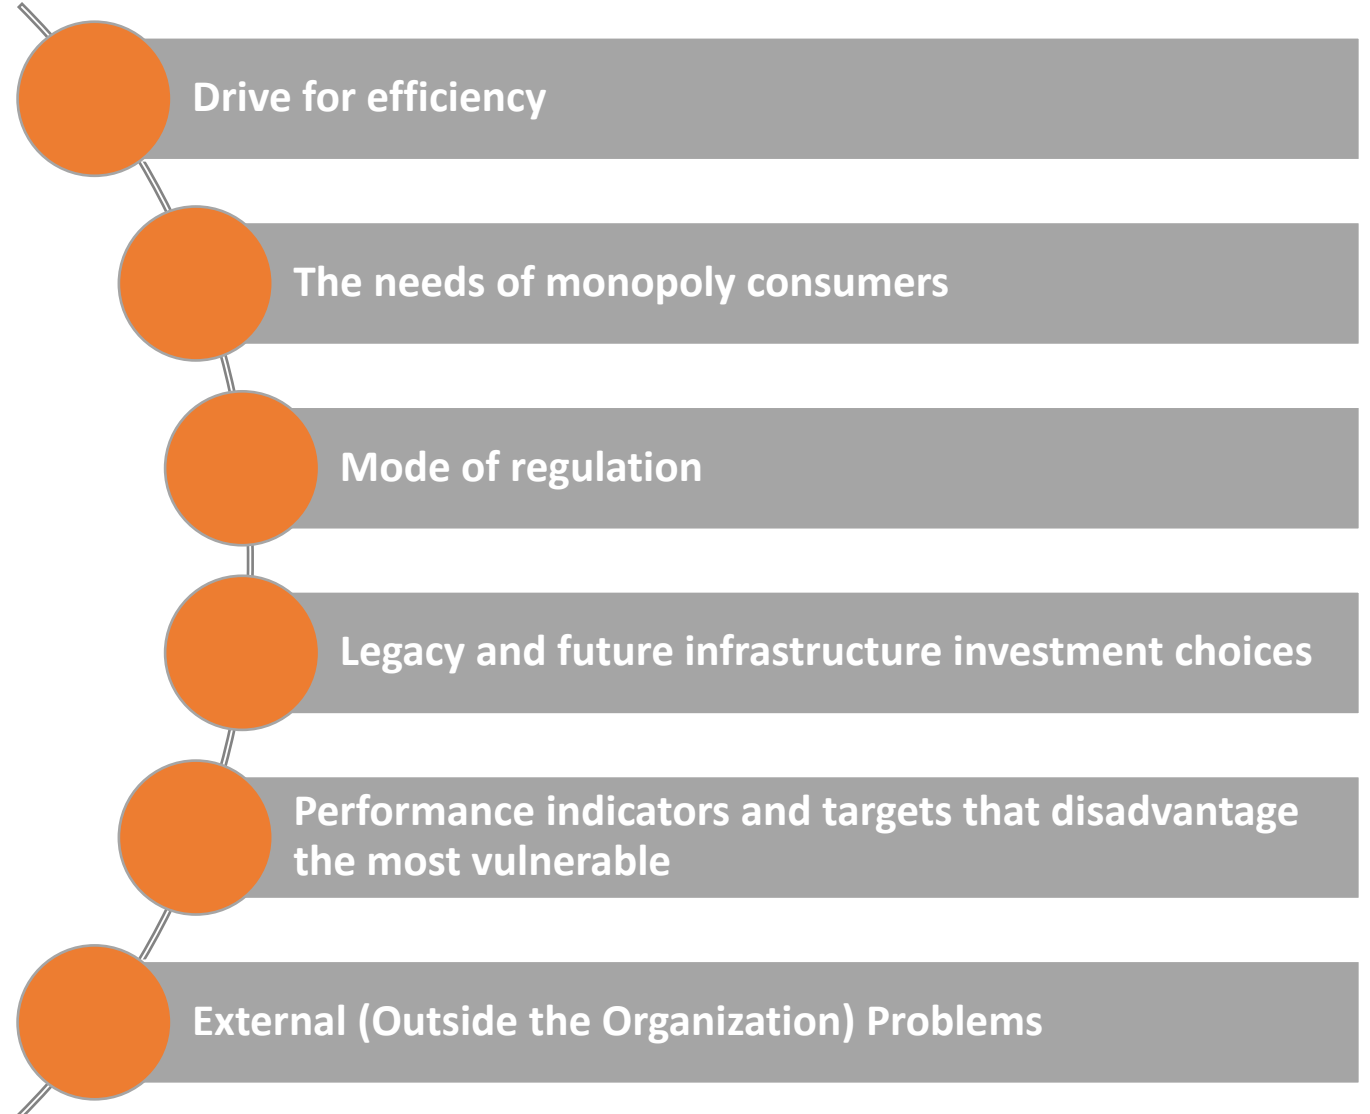 Drive for efficiency
The needs of monopoly consumers
Mode of regulation
Legacy and future infrastructure investment choices
Performance indicators and targets that disadvantage
the most vulnerable
External (Outside the Organization) Problems